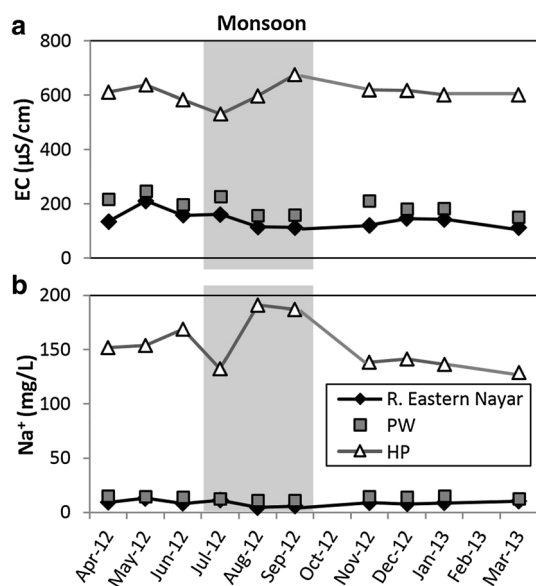 Monsoon
a
800
600
400
200
0
EC (µS/cm)
b
200
150
100
50
0
Na⁺ (mg/L)
R. Eastern Nayar
PW
HP
Apr-12
May-12
Jun-12
Jul-12
Aug-12
Sep-12
Oct-12
Nov-12
Dec-12
Jan-13
Feb-13
Mar-13